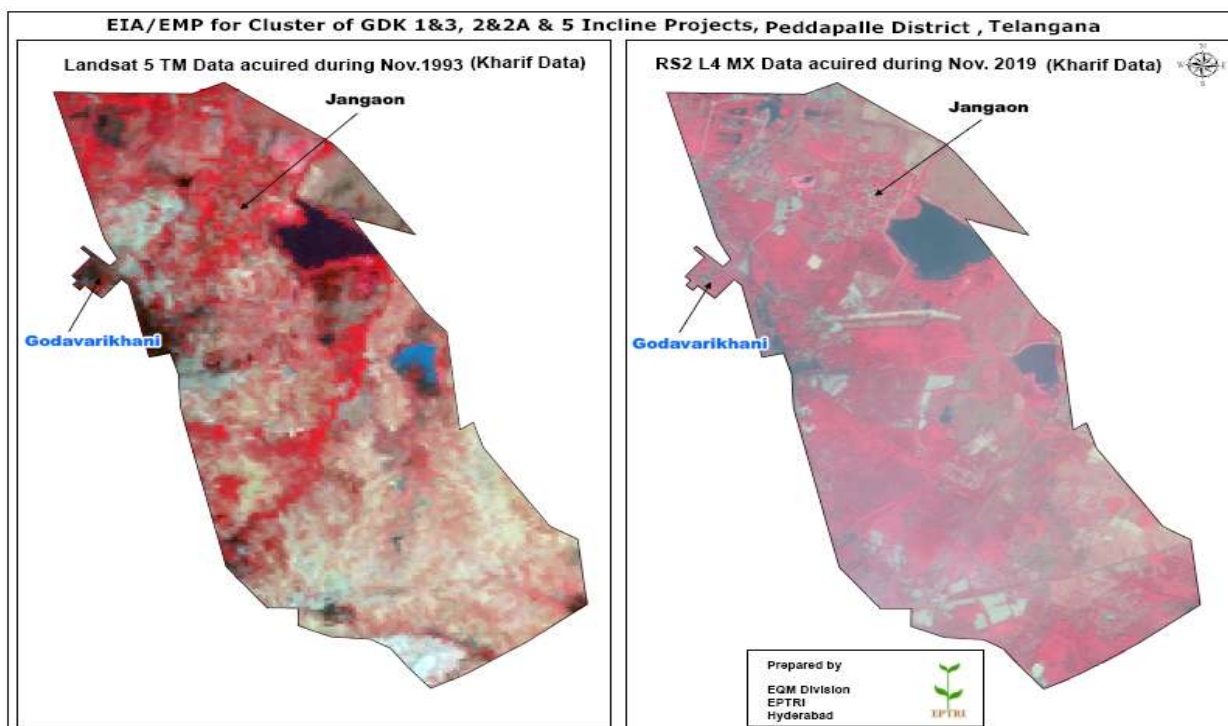 EIA/EMP for Cluster of GDK 1&3, 2&2A & 5 Incline Projects, Peddapalle District , Telangana
Landsat 5 TM Data acuired during Nov.1993 (Kharif Data)
Jangaon
Godavarikhani
RS2 L4 MX Data acuired during Nov. 2019 (Kharif Data)
N
W
E
S
Jangaon
Godavarikhani
Prepared by
EQM Division
EPTRI
Hyderabad
EPTRI